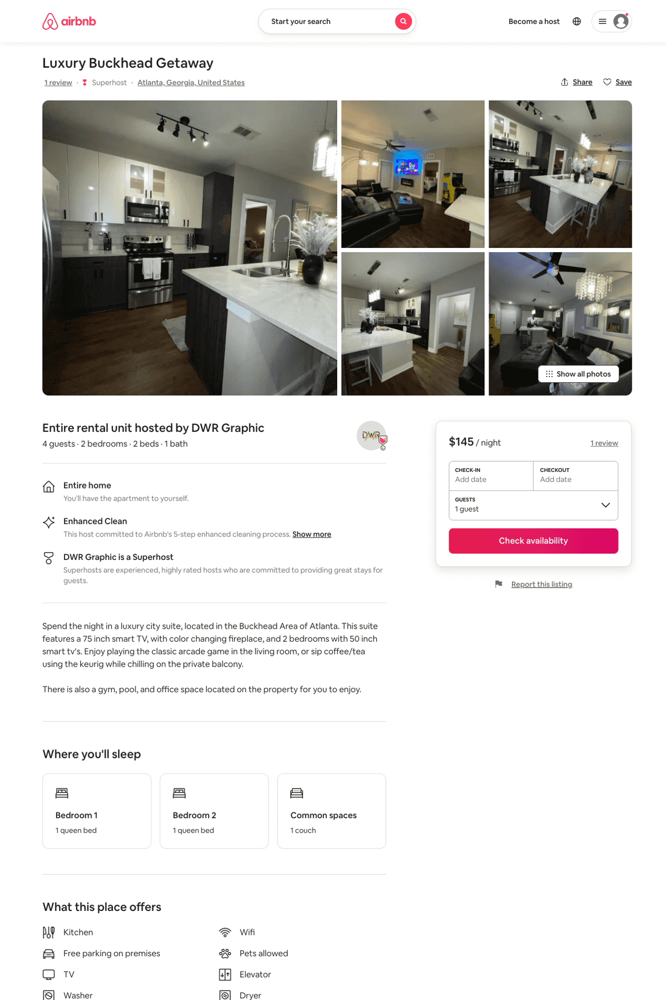 airbnb
Start your search
Become a host
Luxury Buckhead Getaway
1 review · Superhost · Atlanta, Georgia, United States
Share
Save
Show all photos
Entire rental unit hosted by DWR Graphic
4 guests · 2 bedrooms · 2 beds · 1 bath
DWR
Entire home
You'll have the apartment to yourself.
Enhanced Clean
This host committed to Airbnb's 5-step enhanced cleaning process. Show more
DWR Graphic is a Superhost
Superhosts are experienced, highly rated hosts who are committed to providing great stays for
guests.
$145 / night
1 review
CHECK-IN
Add date
CHECKOUT
Add date
GUESTS
1 guest
Check availability
Report this listing
Spend the night in a luxury city suite, located in the Buckhead Area of Atlanta. This suite
features a 75 inch smart TV, with color changing fireplace, and 2 bedrooms with 50 inch
smart tv's. Enjoy playing the classic arcade game in the living room, or sip coffee/tea
using the keurig while chilling on the private balcony.
There is also a gym, pool, and office space located on the property for you to enjoy.
Where you'll sleep
Bedroom 1
1 queen bed
Bedroom 2
1 queen bed
Common spaces
1 couch
What this place offers
Kitchen
Wifi
Free parking on premises
Pets allowed
TV
Elevator
Washer
Dryer